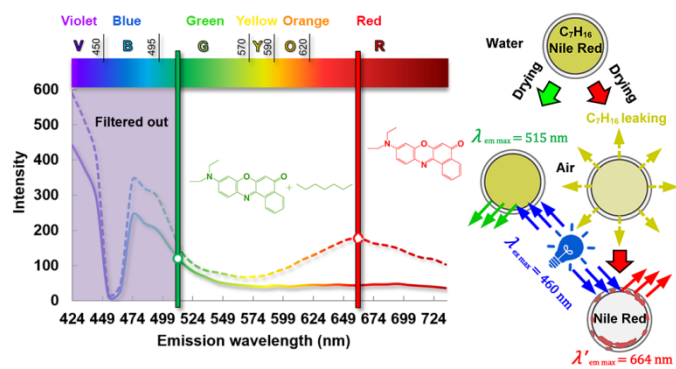 Violet Blue Green Yellow Orange Red
V 450 B 495 G 570 Y 590 O 620 R
600
500
400
300
200
100
0
Intensity
Filtered out
O N O N
+
O N O N
424 449 474 499 524 549 574 599 624 649 674 699 724
Emission wavelength (nm)
C₇H₁₆
Nile Red
Water
Drying
Drying
C₇H₁₆ leaking
λ em max = 515 nm
Air
λ ex max = 460 nm
Nile Red
λ' em max = 664 nm